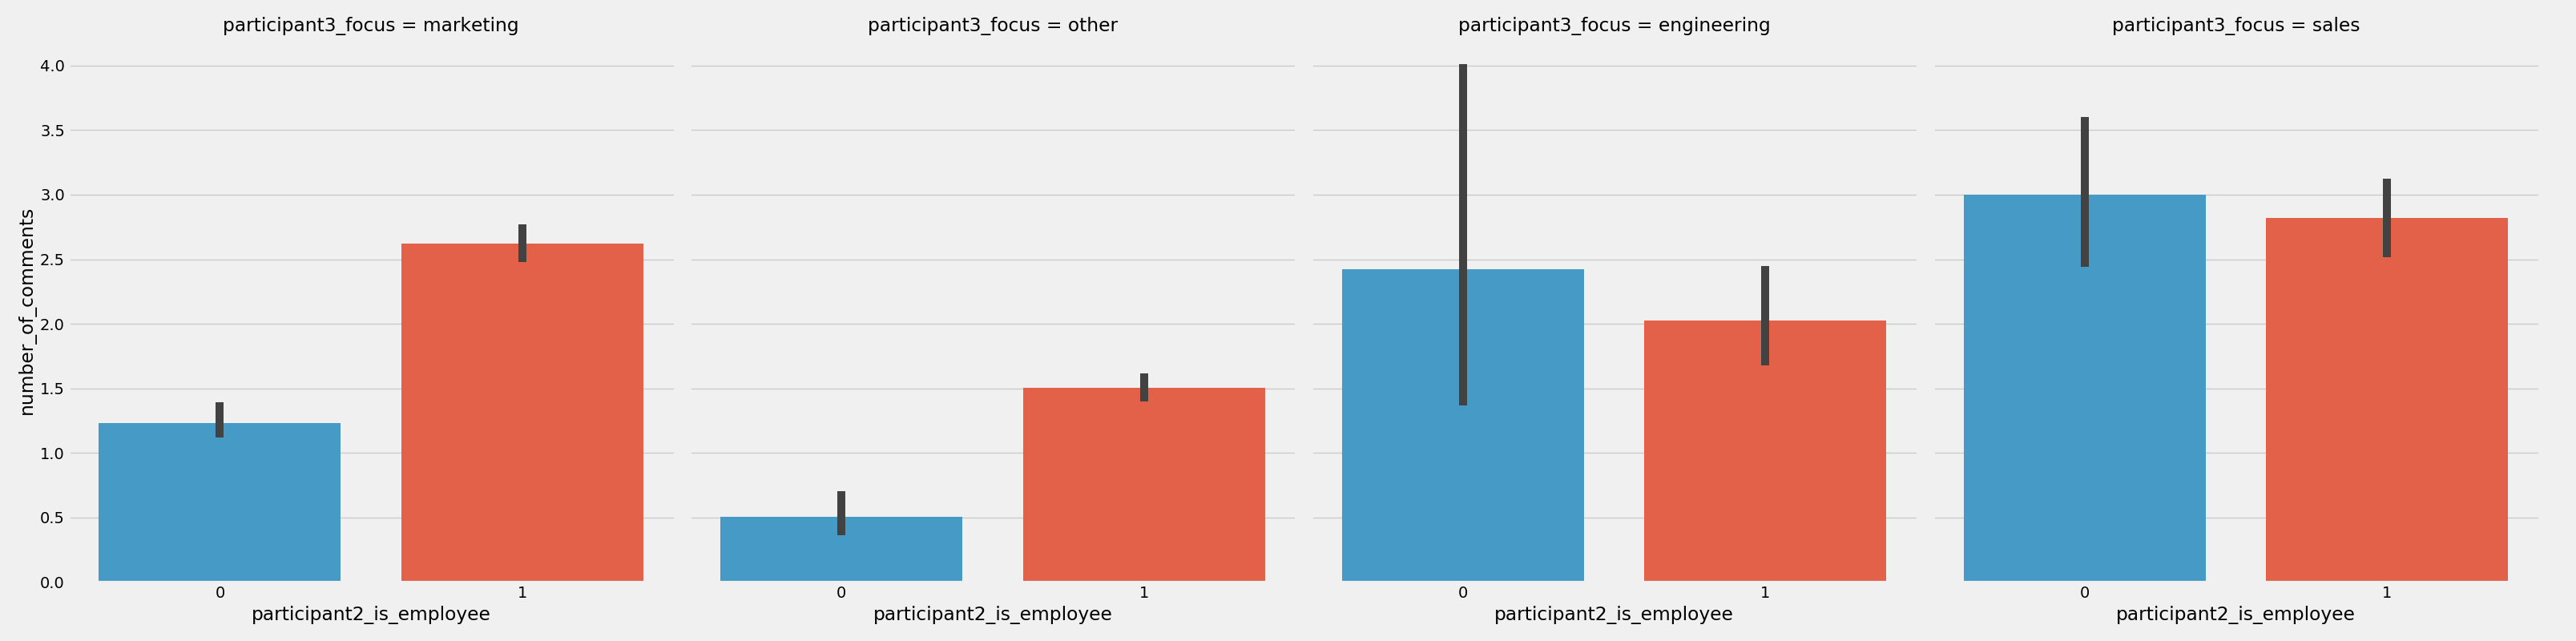 participant3_focus = marketing
participant3_focus = other
participant3_focus = engineering
participant3_focus = sales
number_of_comments
4.0
3.5
3.0
2.5
2.0
1.5
1.0
0.5
0.0
0 1
0 1
0 1
0 1
participant2_is_employee
participant2_is_employee
participant2_is_employee
participant2_is_employee